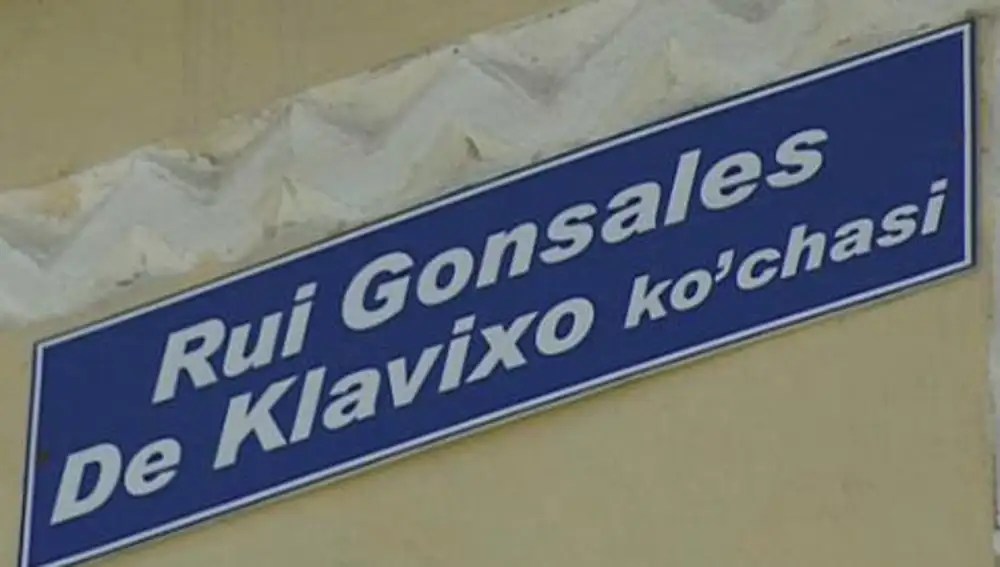 Rui Gonsales
De Klavixo ko’chasi